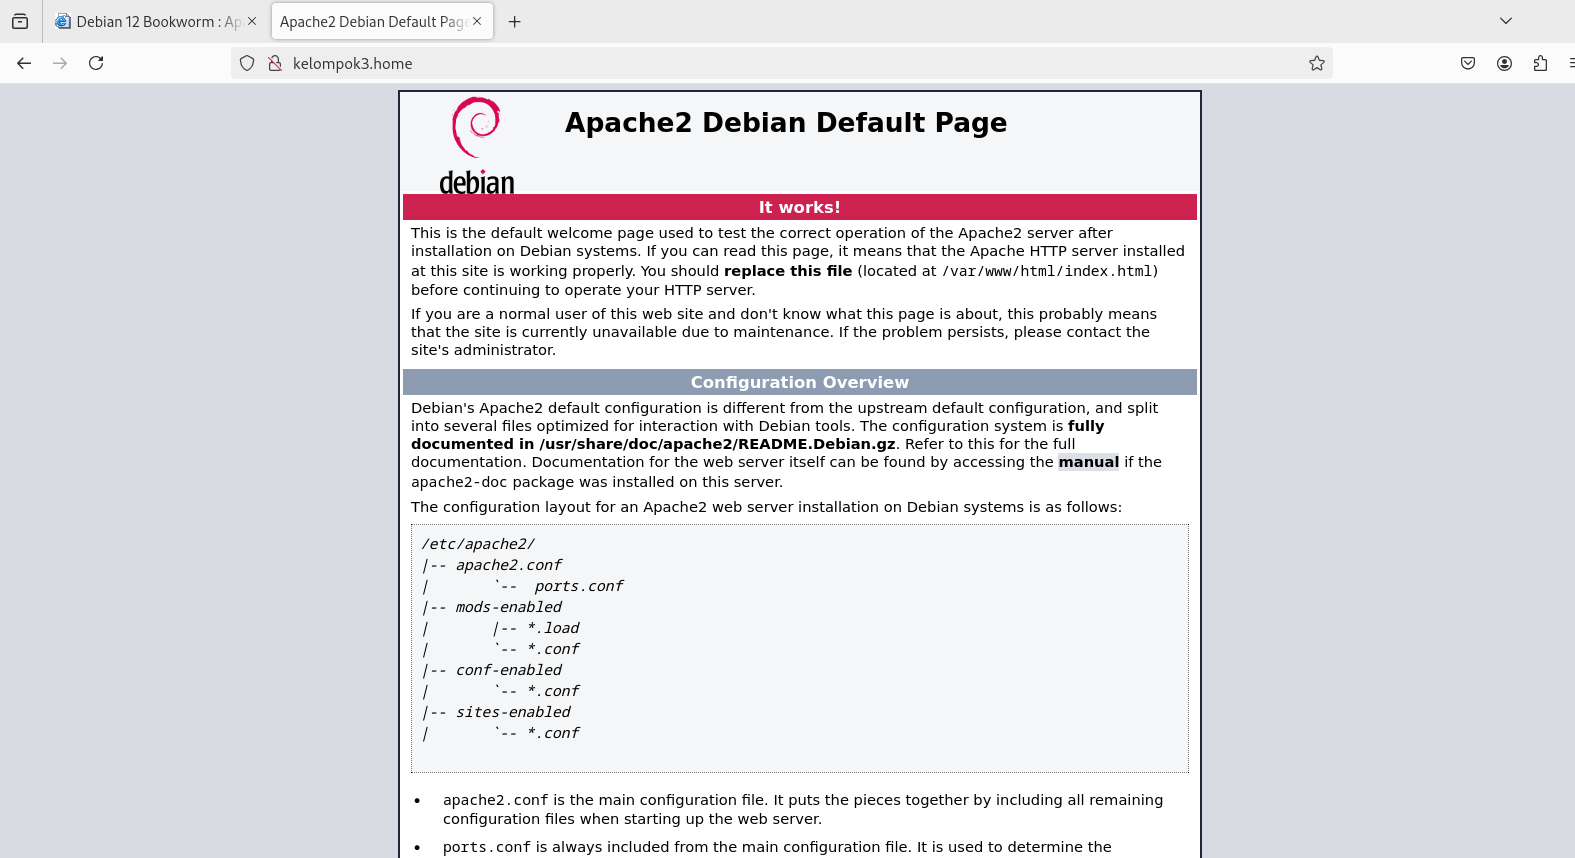 Debian 12 Bookworm : Ap
Apache2 Debian Default Page
kelompok3.home
debian
Apache2 Debian Default Page
It works!
This is the default welcome page used to test the correct operation of the Apache2 server after
installation on Debian systems. If you can read this page, it means that the Apache HTTP server installed
at this site is working properly. You should replace this file (located at /var/www/html/index.html)
before continuing to operate your HTTP server.
If you are a normal user of this web site and don't know what this page is about, this probably means
that the site is currently unavailable due to maintenance. If the problem persists, please contact the
site's administrator.
Configuration Overview
Debian's Apache2 default configuration is different from the upstream default configuration, and split
into several files optimized for interaction with Debian tools. The configuration system is fully
documented in /usr/share/doc/apache2/README.Debian.gz. Refer to this for the full
documentation. Documentation for the web server itself can be found by accessing the manual if the
apache2-doc package was installed on this server.
The configuration layout for an Apache2 web server installation on Debian systems is as follows:
/etc/apache2/
|-- apache2.conf
|       `--  ports.conf
|-- mods-enabled
|       |-- *.load
|       `-- *.conf
|-- conf-enabled
|       `-- *.conf
|-- sites-enabled
|       `-- *.conf
• apache2.conf is the main configuration file. It puts the pieces together by including all remaining
configuration files when starting up the web server.
• ports.conf is always included from the main configuration file. It is used to determine the